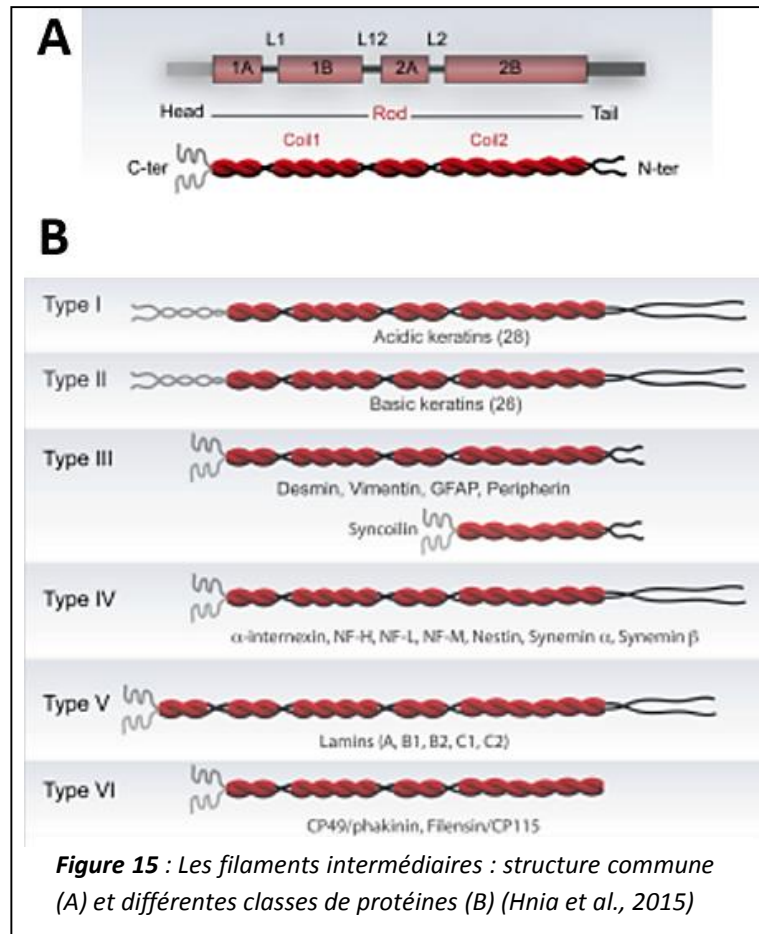 A
L1 L12 L2
1A 1B 2A 2B
Head Rod Tail
Coil1 Coil2
C-ter N-ter
B
Type I
Acidic keratins (28)
Type II
Basic keratins (26)
Type III
Desmin, Vimentin, GFAP, Peripherin
Syncoilin
Type IV
α-internexin, NF-H, NF-L, NF-M, Nestin, Synemin α, Synemin β
Type V
Lamins (A, B1, B2, C1, C2)
Type VI
CP49/phakinin, Filensin/CP115
Figure 15 : Les filaments intermédiaires : structure commune
(A) et différentes classes de protéines (B) (Hnia et al., 2015)